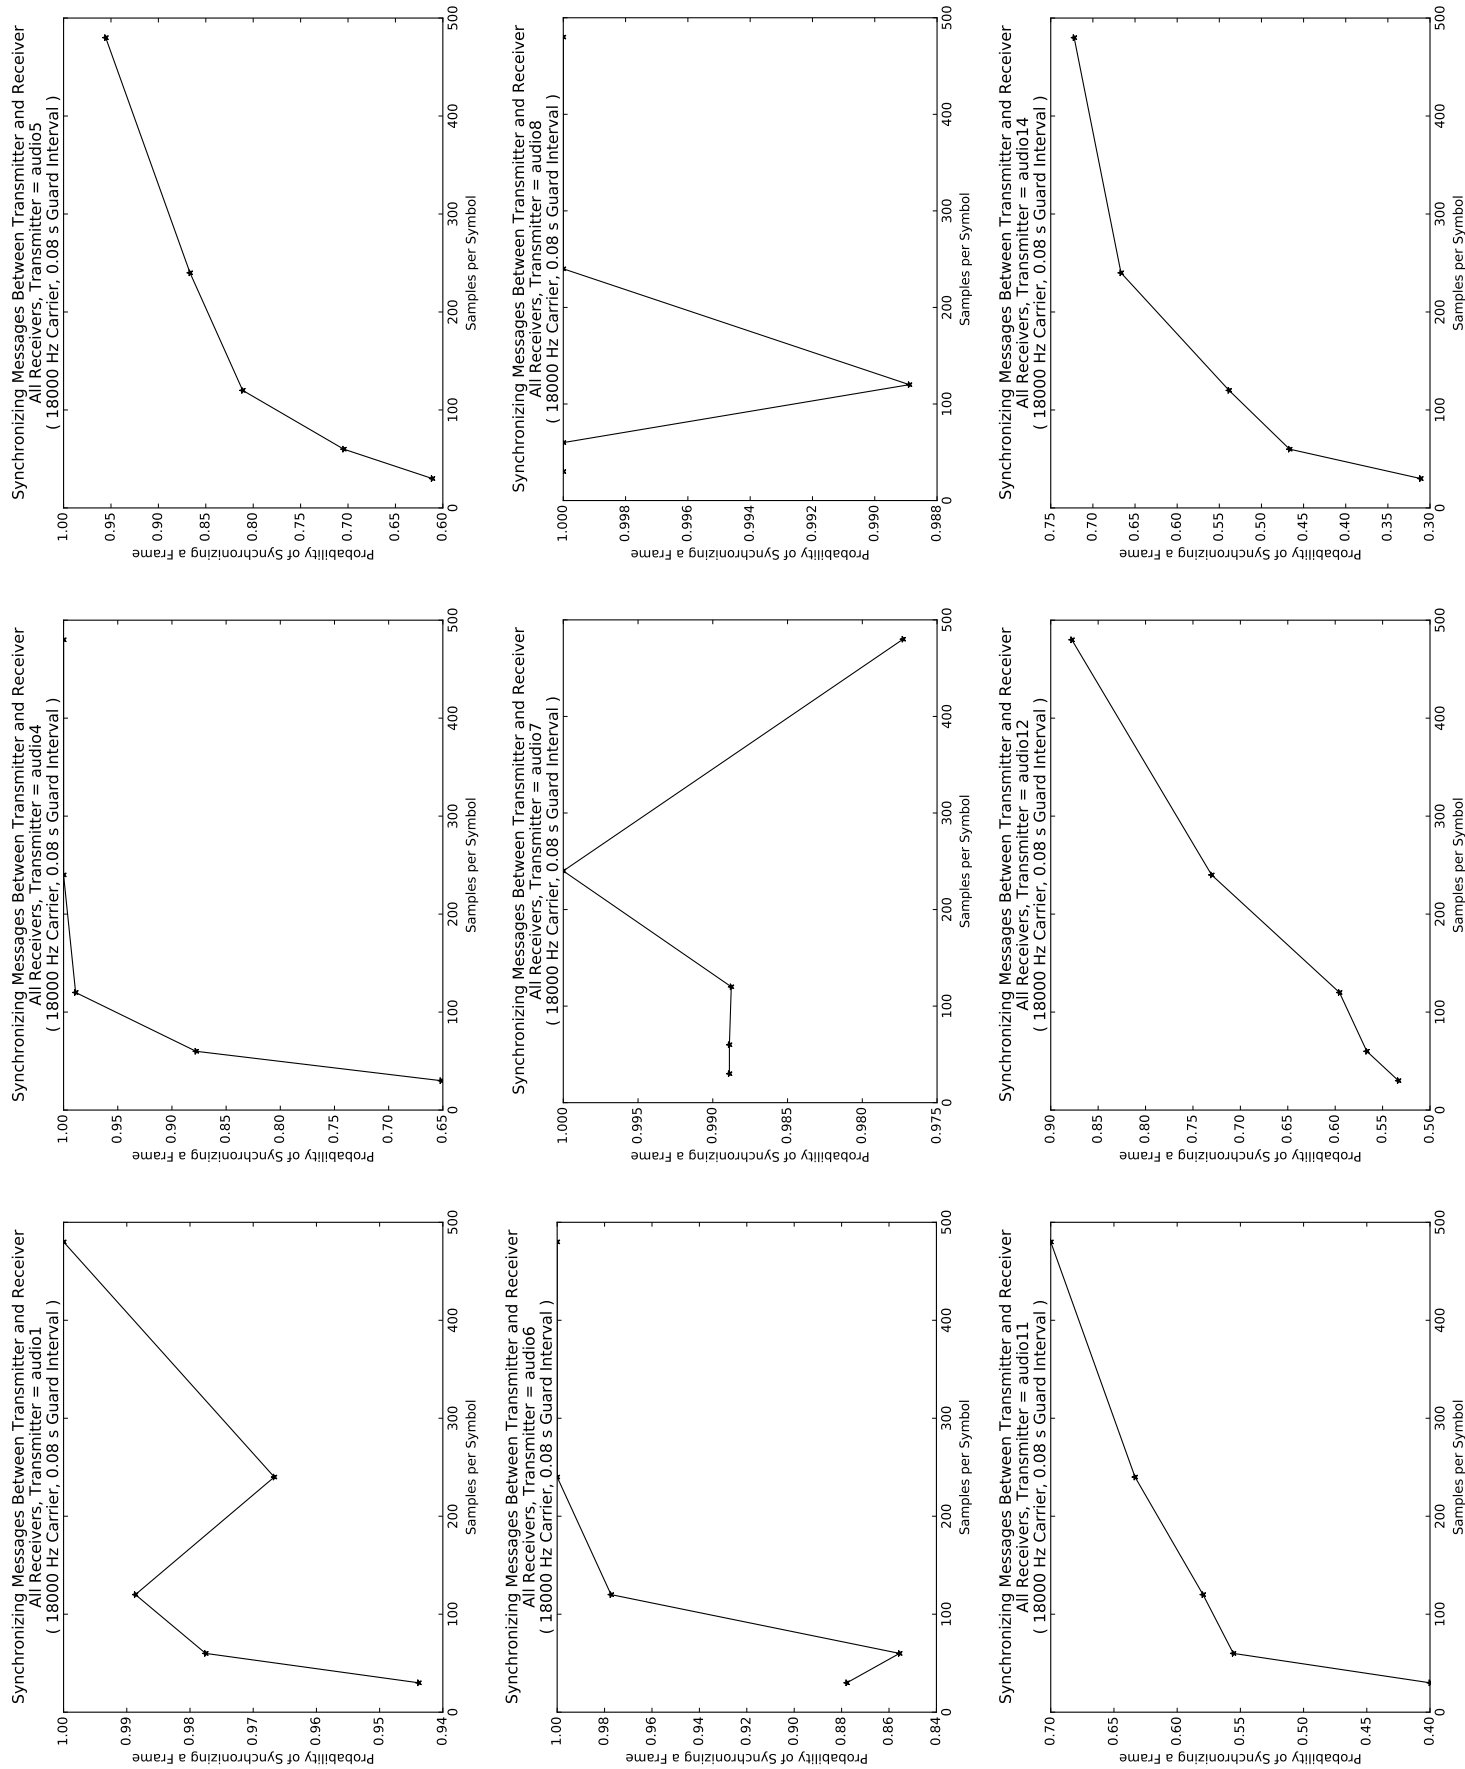 Synchronizing Messages Between Transmitter and Receiver
All Receivers, Transmitter = audio1
( 18000 Hz Carrier, 0.08 s Guard Interval )
Probability of Synchronizing a Frame
1.00
0.99
0.98
0.97
0.96
0.95
0.94
0 100 200 300 400 500
Samples per Symbol
Synchronizing Messages Between Transmitter and Receiver
All Receivers, Transmitter = audio4
( 18000 Hz Carrier, 0.08 s Guard Interval )
Probability of Synchronizing a Frame
1.00
0.95
0.90
0.85
0.80
0.75
0.70
0.65
0 100 200 300 400 500
Samples per Symbol
Synchronizing Messages Between Transmitter and Receiver
All Receivers, Transmitter = audio5
( 18000 Hz Carrier, 0.08 s Guard Interval )
Probability of Synchronizing a Frame
1.00
0.95
0.90
0.85
0.80
0.75
0.70
0.65
0.60
0 100 200 300 400 500
Samples per Symbol
Synchronizing Messages Between Transmitter and Receiver
All Receivers, Transmitter = audio6
( 18000 Hz Carrier, 0.08 s Guard Interval )
Probability of Synchronizing a Frame
1.00
0.98
0.96
0.94
0.92
0.90
0.88
0.86
0.84
0 100 200 300 400 500
Samples per Symbol
Synchronizing Messages Between Transmitter and Receiver
All Receivers, Transmitter = audio7
( 18000 Hz Carrier, 0.08 s Guard Interval )
Probability of Synchronizing a Frame
1.000
0.995
0.990
0.985
0.980
0.975
0 100 200 300 400 500
Samples per Symbol
Synchronizing Messages Between Transmitter and Receiver
All Receivers, Transmitter = audio8
( 18000 Hz Carrier, 0.08 s Guard Interval )
Probability of Synchronizing a Frame
1.000
0.998
0.996
0.994
0.992
0.990
0.988
0 100 200 300 400 500
Samples per Symbol
Synchronizing Messages Between Transmitter and Receiver
All Receivers, Transmitter = audio11
( 18000 Hz Carrier, 0.08 s Guard Interval )
Probability of Synchronizing a Frame
0.70
0.65
0.60
0.55
0.50
0.45
0.40
0 100 200 300 400 500
Samples per Symbol
Synchronizing Messages Between Transmitter and Receiver
All Receivers, Transmitter = audio12
( 18000 Hz Carrier, 0.08 s Guard Interval )
Probability of Synchronizing a Frame
0.90
0.85
0.80
0.75
0.70
0.65
0.60
0.55
0.50
0 100 200 300 400 500
Samples per Symbol
Synchronizing Messages Between Transmitter and Receiver
All Receivers, Transmitter = audio14
( 18000 Hz Carrier, 0.08 s Guard Interval )
Probability of Synchronizing a Frame
0.75
0.70
0.65
0.60
0.55
0.50
0.45
0.40
0.35
0.30
0 100 200 300 400 500
Samples per Symbol